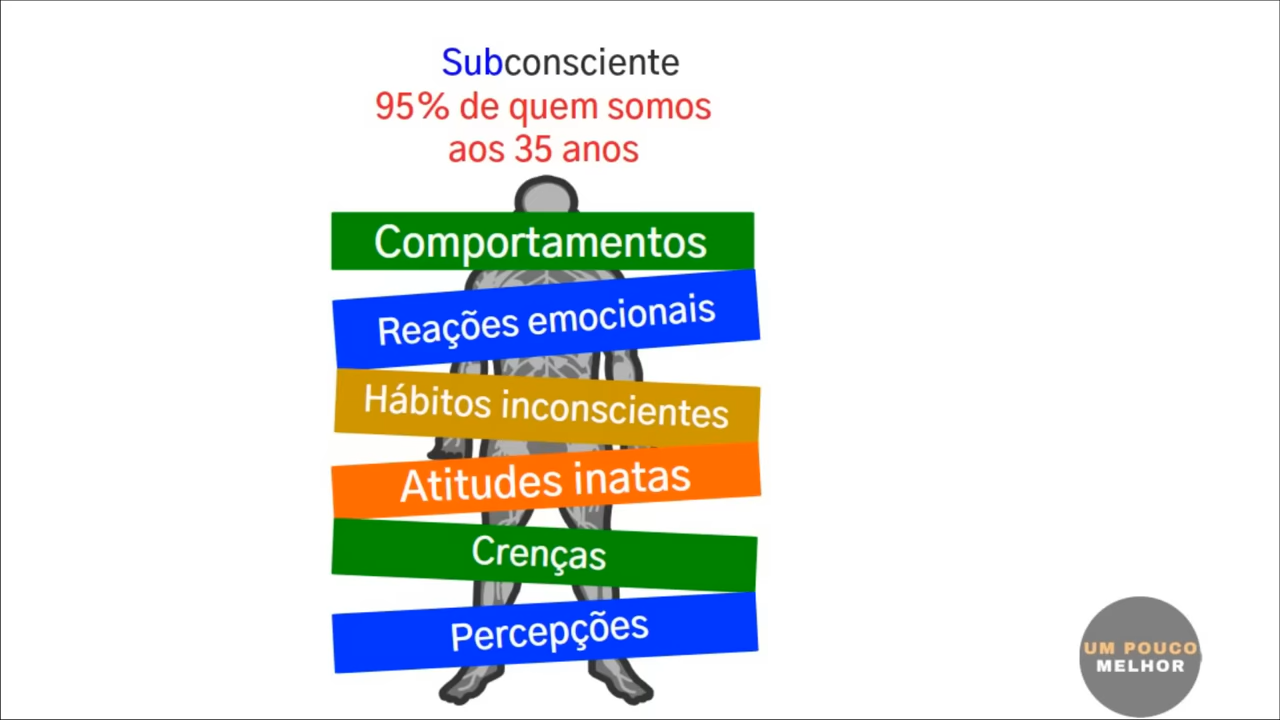 Subconsciente
95% de quem somos
aos 35 anos
Comportamentos
Reações emocionais
Hábitos inconscientes
Atitudes inatas
Crenças
Percepções
UM POUCO
MELHOR